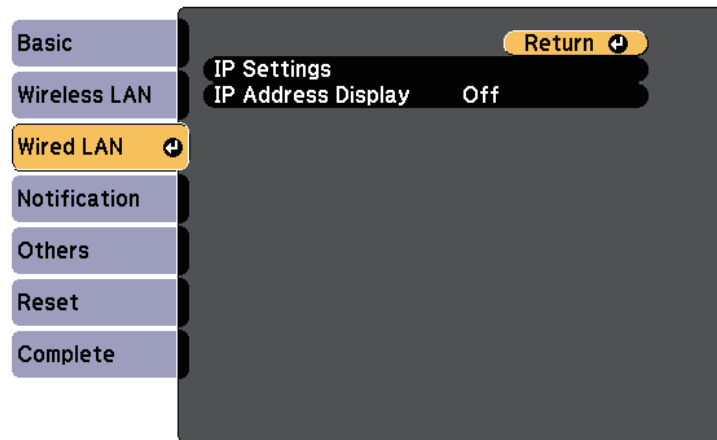 Basic
Wireless LAN
Wired LAN
Notification
Others
Reset
Complete
Return
IP Settings
IP Address Display Off